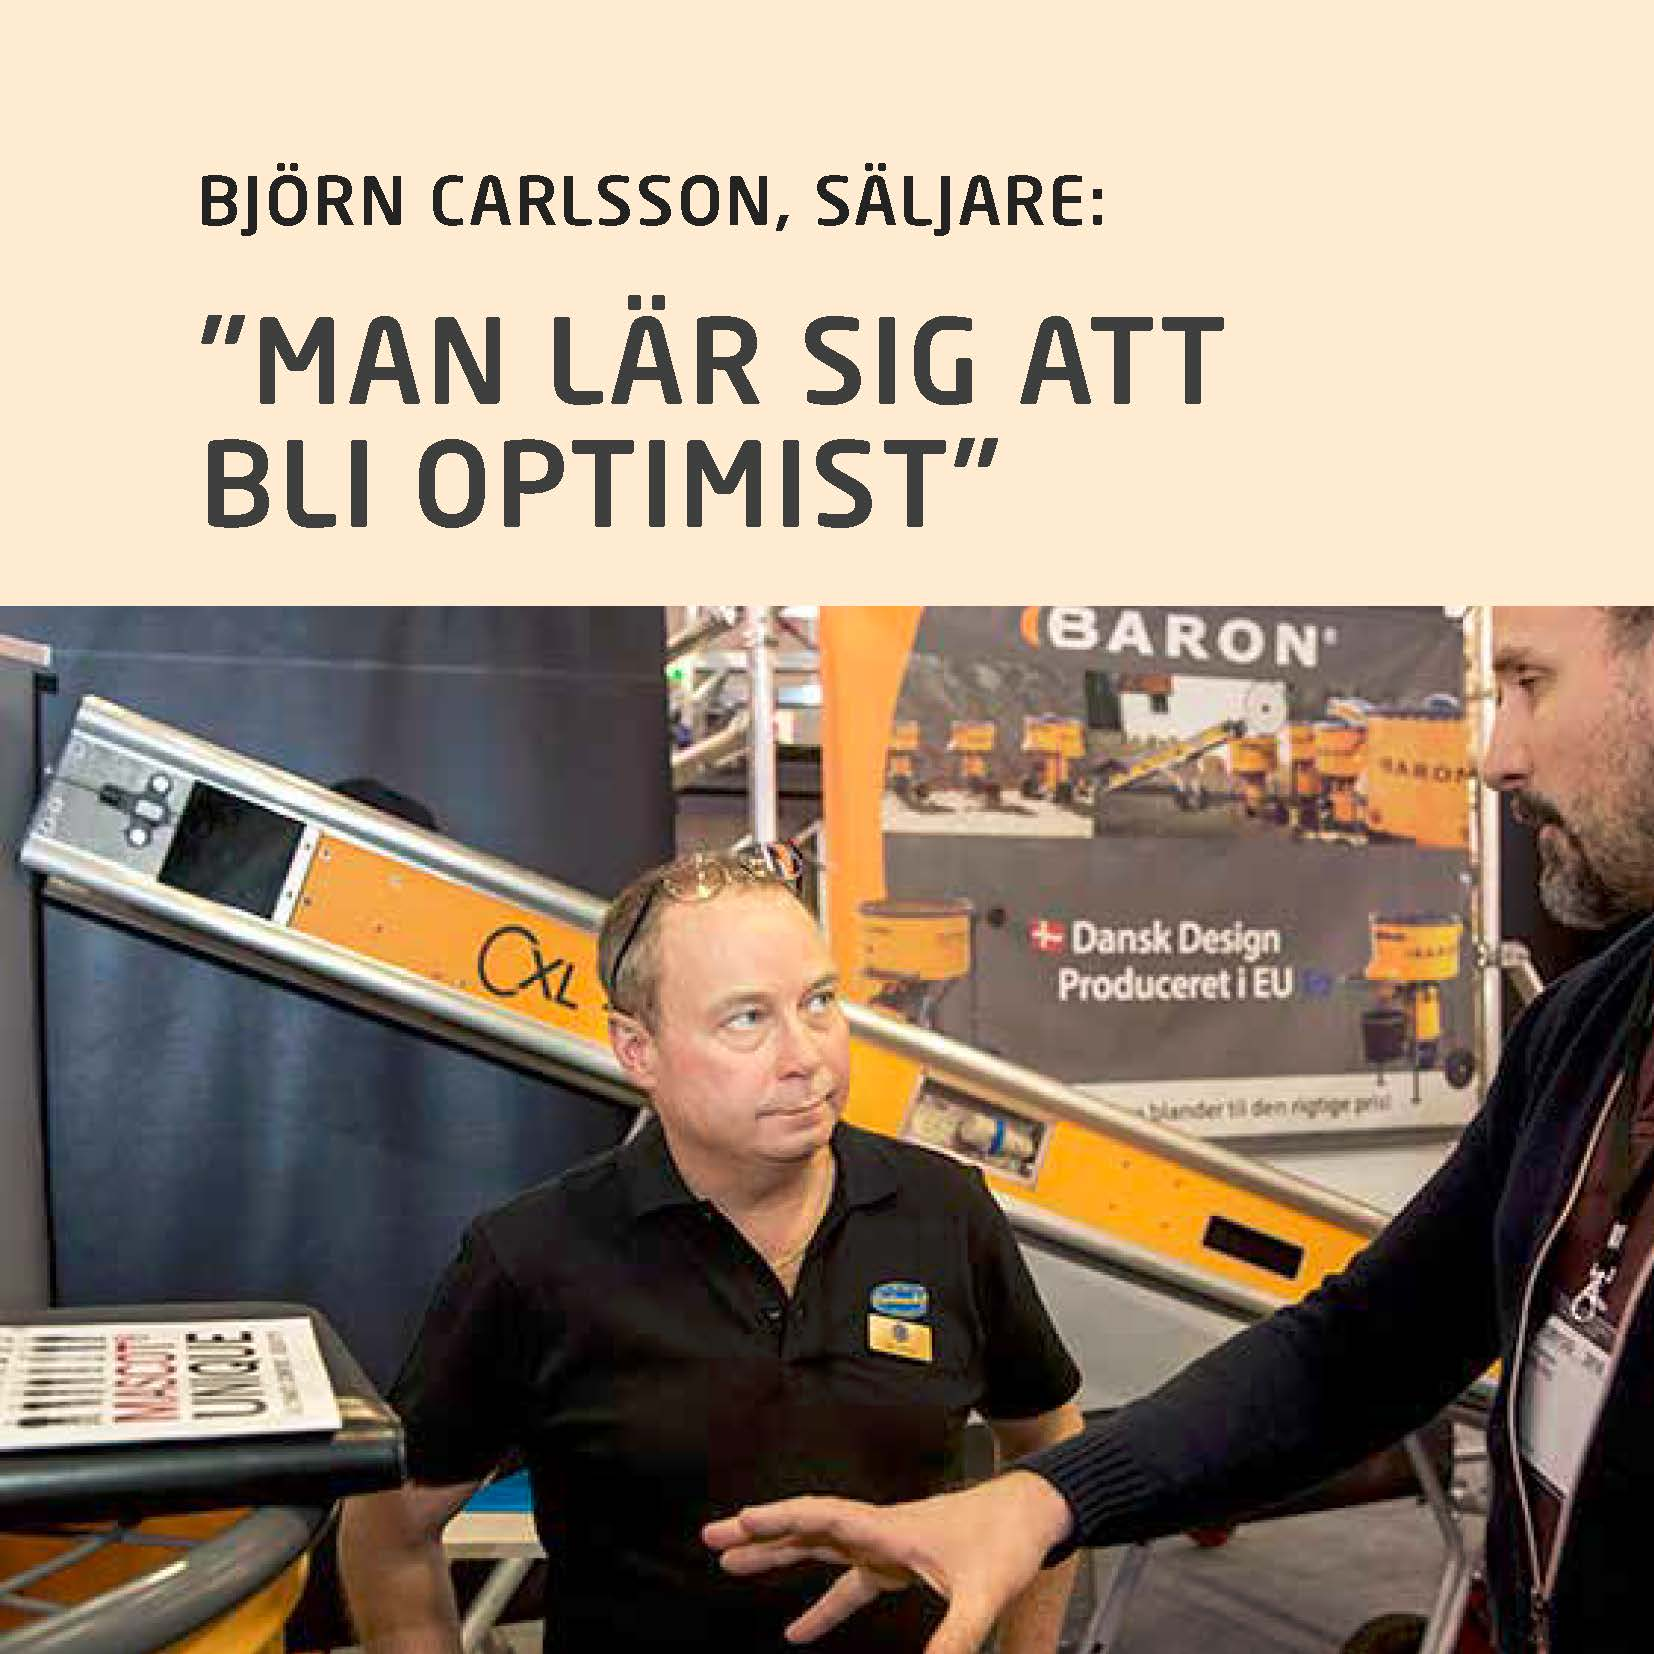 BJÖRN CARLSSON, SÄLJARE:
”MAN LÄR SIG ATT
BLI OPTIMIST”
BARON
BARON
CXL
Dansk Design
Produceret i EU
blander til den rigtige pris!
MASCOT
UNIQUE